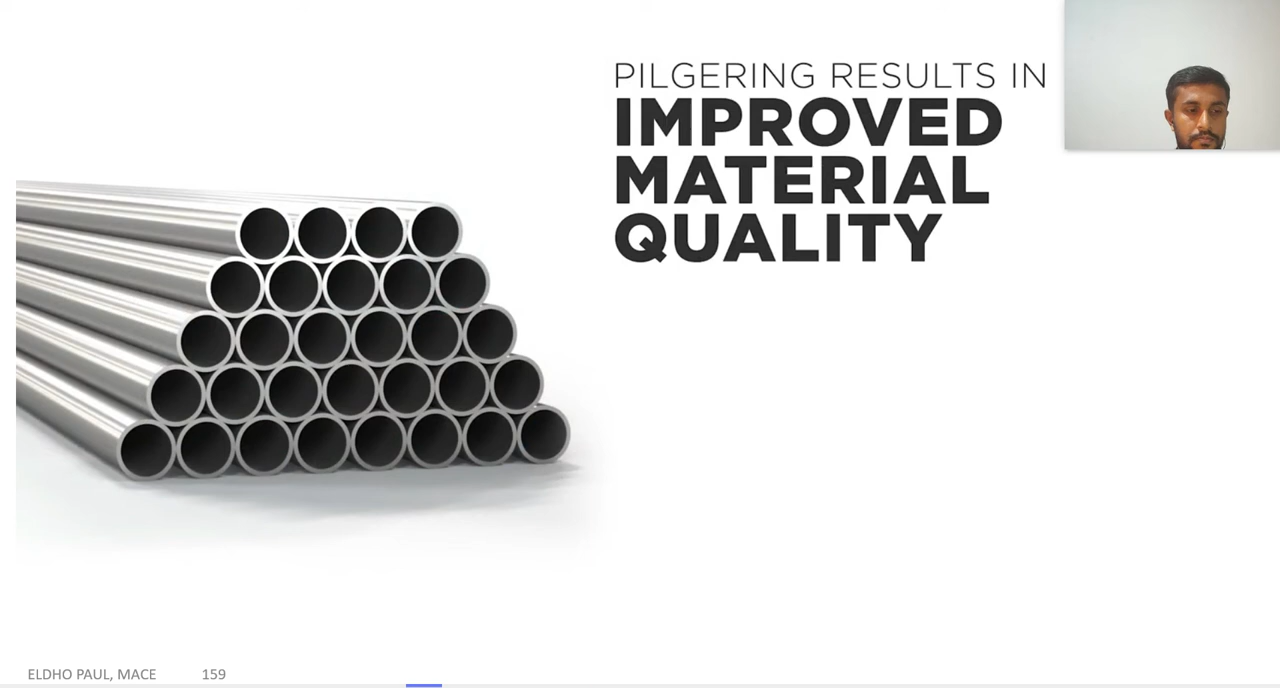 PILGERING RESULTS IN
IMPROVED
MATERIAL
QUALITY
ELDHO PAUL, MACE 159